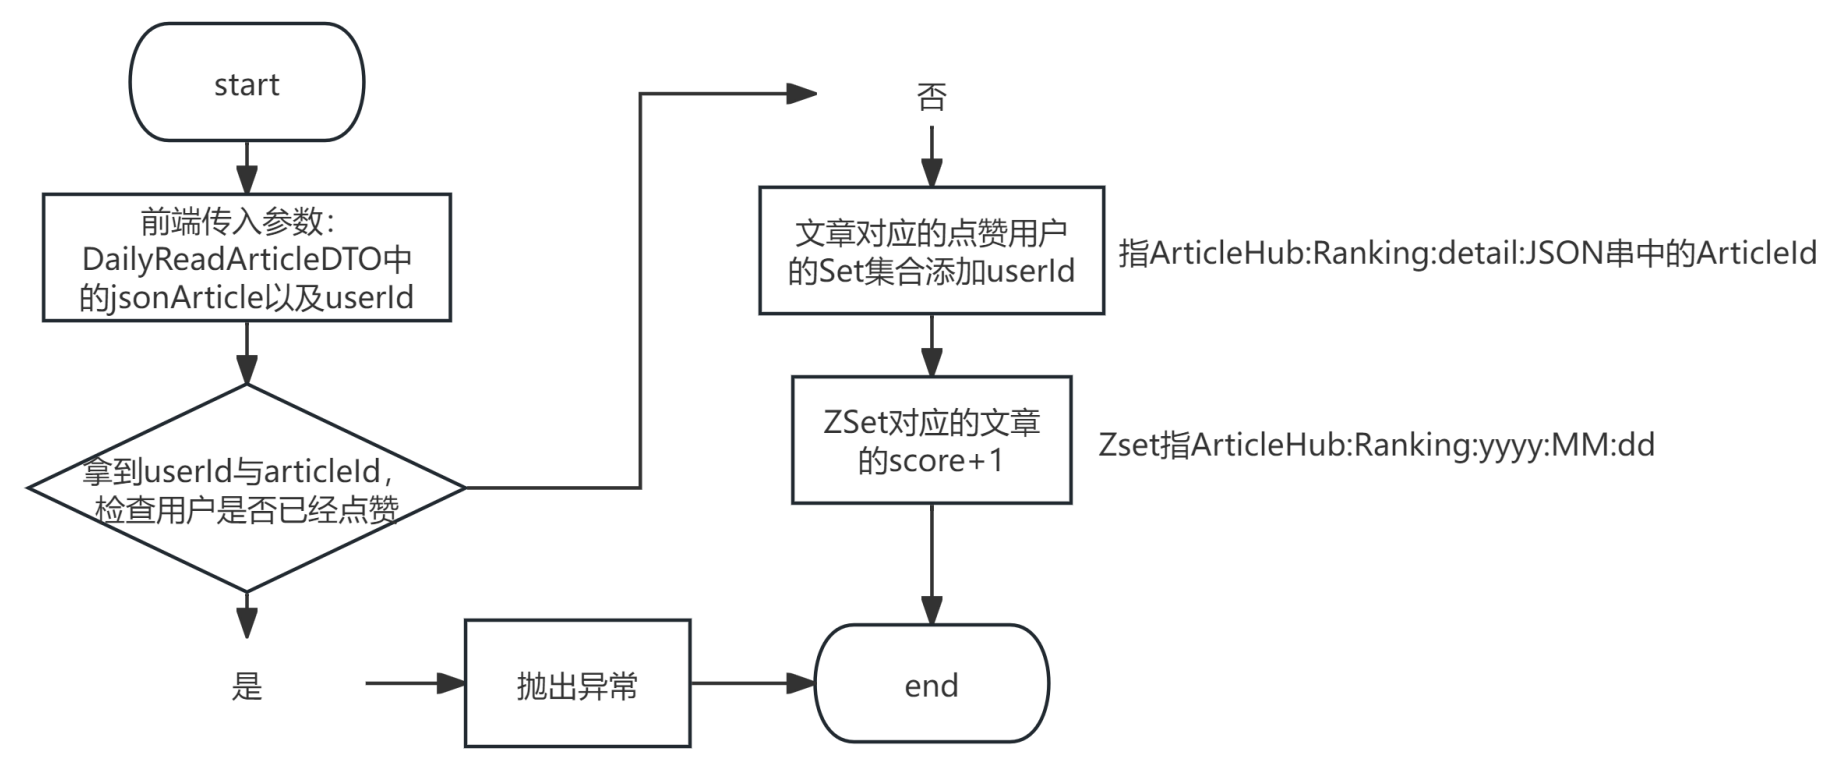 start
前端传入参数：
DailyReadArticleDTO中
的jsonArticle以及userId
拿到userId与articleId，
检查用户是否已经点赞
是
抛出异常
否
文章对应的点赞用户
的Set集合添加userId
指ArticleHub:Ranking:detail:JSON串中的ArticleId
ZSet对应的文章
的score+1
Zset指ArticleHub:Ranking:yyyy:MM:dd
end